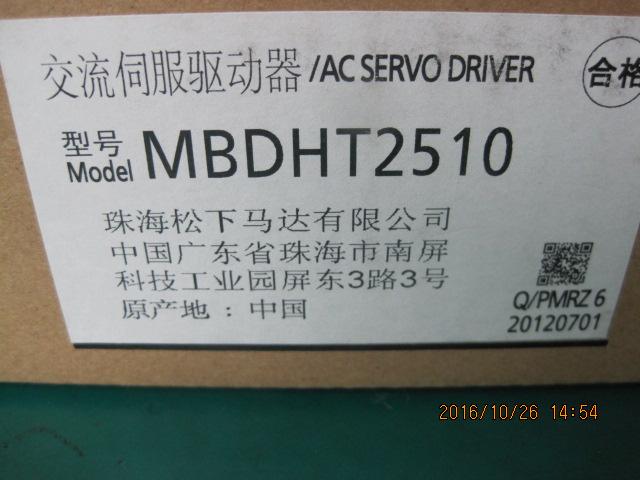 交流伺服驱动器/AC SERVO DRIVER
合格
型号
Model MBDHT2510
珠海松下马达有限公司
中国广东省珠海市南屏
科技工业园屏东3路3号
原产地：中国
Q/PMRZ 6
20120701
2016/10/26 14:54